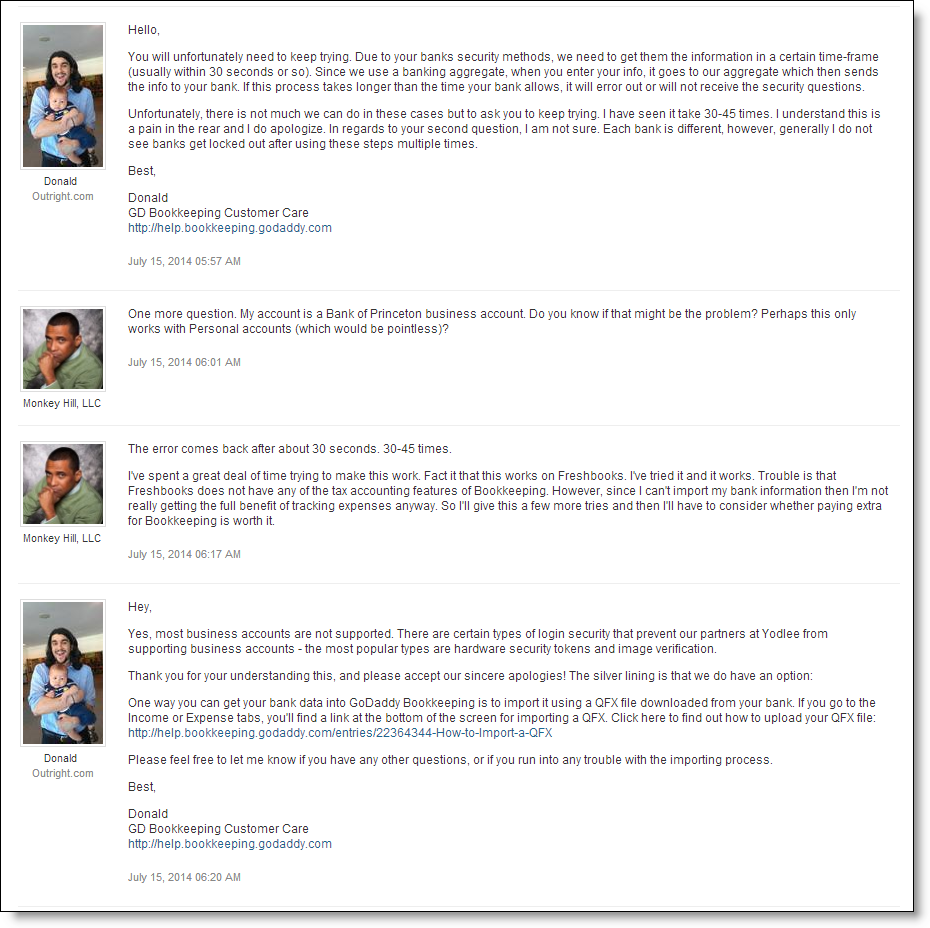 Hello,
You will unfortunately need to keep trying. Due to your banks security methods, we need to get them the information in a certain time-frame
(usually within 30 seconds or so). Since we use a banking aggregate, when you enter your info, it goes to our aggregate which then sends
the info to your bank. If this process takes longer than the time your bank allows, it will error out or will not receive the security questions.
Unfortunately, there is not much we can do in these cases but to ask you to keep trying. I have seen it take 30-45 times. I understand this is
a pain in the rear and I do apologize. In regards to your second question, I am not sure. Each bank is different, however, generally I do not
see banks get locked out after using these steps multiple times.
Best,
Donald
GD Bookkeeping Customer Care
http://help.bookkeeping.godaddy.com
July 15, 2014 05:57 AM
Donald
Outright.com
One more question. My account is a Bank of Princeton business account. Do you know if that might be the problem? Perhaps this only
works with Personal accounts (which would be pointless)?
July 15, 2014 06:01 AM
Monkey Hill, LLC
The error comes back after about 30 seconds. 30-45 times.
I've spent a great deal of time trying to make this work. Fact it that this works on Freshbooks. I've tried it and it works. Trouble is that
Freshbooks does not have any of the tax accounting features of Bookkeeping. However, since I can't import my bank information then I'm not
really getting the full benefit of tracking expenses anyway. So I'll give this a few more tries and then I'll have to consider whether paying extra
for Bookkeeping is worth it.
July 15, 2014 06:17 AM
Monkey Hill, LLC
Hey,
Yes, most business accounts are not supported. There are certain types of login security that prevent our partners at Yodlee from
supporting business accounts - the most popular types are hardware security tokens and image verification.
Thank you for your understanding this, and please accept our sincere apologies! The silver lining is that we do have an option:
One way you can get your bank data into GoDaddy Bookkeeping is to import it using a QFX file downloaded from your bank. If you go to the
Income or Expense tabs, you'll find a link at the bottom of the screen for importing a QFX. Click here to find out how to upload your QFX file:
http://help.bookkeeping.godaddy.com/entries/22364344-How-to-Import-a-QFX
Please feel free to let me know if you have any other questions, or if you run into any trouble with the importing process.
Best,
Donald
GD Bookkeeping Customer Care
http://help.bookkeeping.godaddy.com
July 15, 2014 06:20 AM
Donald
Outright.com